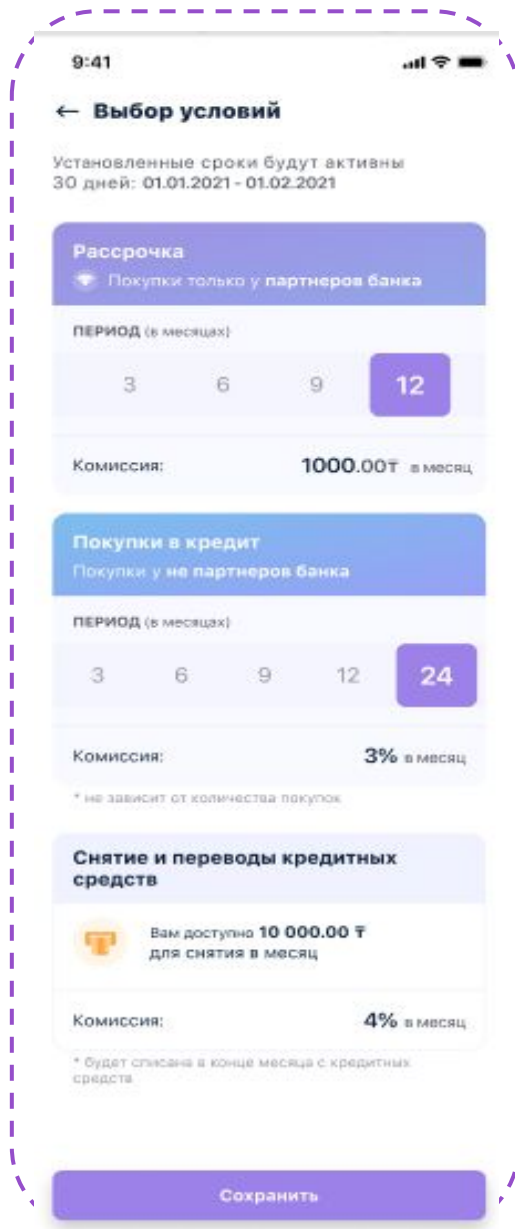 9:41
← Выбор условий
Установленные сроки будут активны
30 дней: 01.01.2021 - 01.02.2021
Рассрочка
Покупки только у партнеров банка
ПЕРИОД (в месяцах)
3 6 9 12
Комиссия: 1000.00₸ в месяц
Покупки в кредит
Покупки у не партнеров банка
ПЕРИОД (в месяцах)
3 6 9 12 24
Комиссия: 3% в месяц
* не зависит от количества покупок
Снятие и переводы кредитных
средств
Вам доступно 10 000.00 ₸
для снятия в месяц
Комиссия: 4% в месяц
* будет списана в конце месяца с кредитных
средств
Сохранить